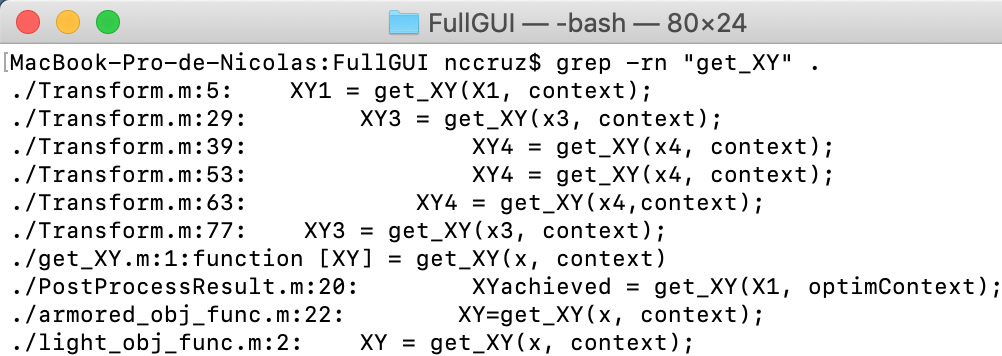 FullGUI — -bash — 80×24
[MacBook-Pro-de-Nicolas:FullGUI nccruz$ grep -rn "get_XY" .
./Transform.m:5:    XY1 = get_XY(X1, context);
./Transform.m:29:        XY3 = get_XY(x3, context);
./Transform.m:39:                XY4 = get_XY(x4, context);
./Transform.m:53:                XY4 = get_XY(x4, context);
./Transform.m:63:            XY4 = get_XY(x4,context);
./Transform.m:77:    XY3 = get_XY(x3, context);
./get_XY.m:1:function [XY] = get_XY(x, context)
./PostProcessResult.m:20:        XYachieved = get_XY(X1, optimContext);
./armored_obj_func.m:22:        XY=get_XY(x, context);
./light_obj_func.m:2:    XY = get_XY(x, context);